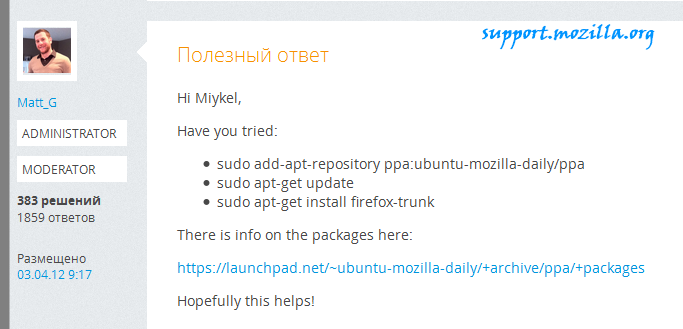 support.mozilla.org
Полезный ответ
Matt_G
ADMINISTRATOR
MODERATOR
383 решений
1859 ответов
Размещено
03.04.12 9:17
Hi Miykel,
Have you tried:
• sudo add-apt-repository ppa:ubuntu-mozilla-daily/ppa
• sudo apt-get update
• sudo apt-get install firefox-trunk
There is info on the packages here:
https://launchpad.net/~ubuntu-mozilla-daily/+archive/ppa/+packages
Hopefully this helps!